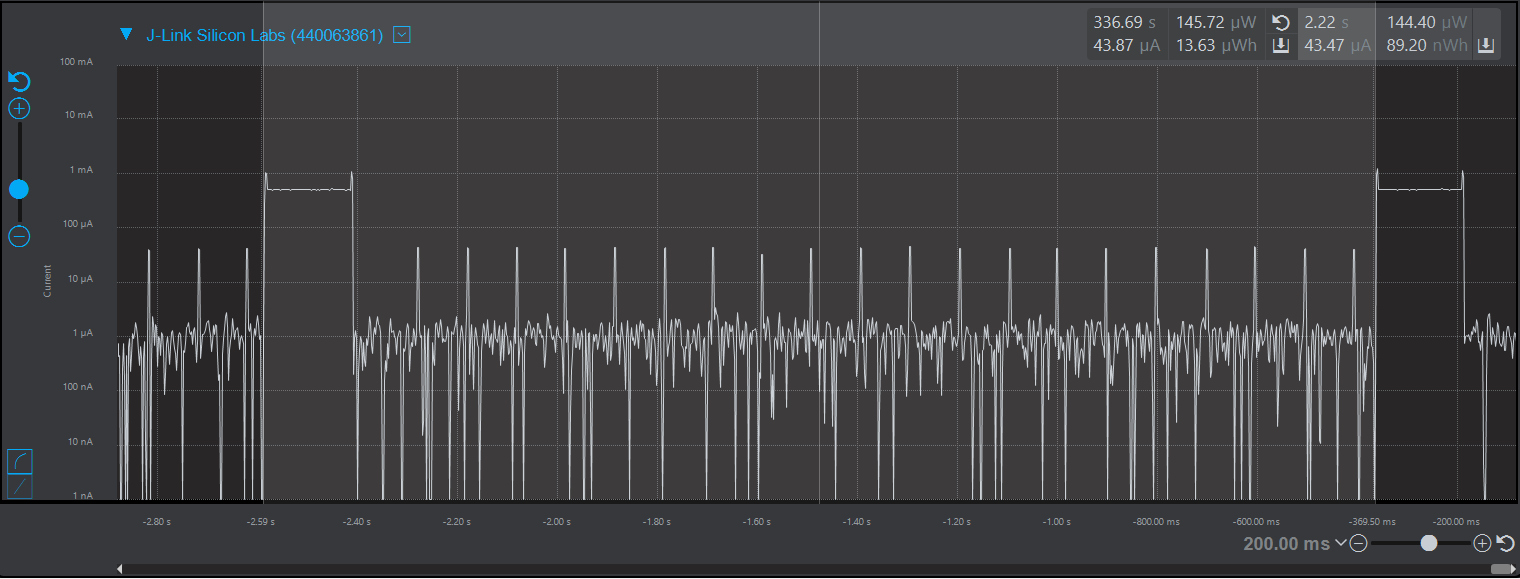 J-Link Silicon Labs (440063861)
336.69 s 145.72 µW 2.22 s 144.40 µW
43.87 µA 13.63 µWh 43.47 µA 89.20 nWh
100 mA
10 mA
1 mA
100 µA
10 µA
1 µA
100 nA
10 nA
1 nA
Current
-2.80 s -2.59 s -2.40 s -2.20 s -2.00 s -1.80 s -1.60 s -1.40 s -1.20 s -1.00 s -800.00 ms -600.00 ms -369.50 ms -200.00 ms
200.00 ms